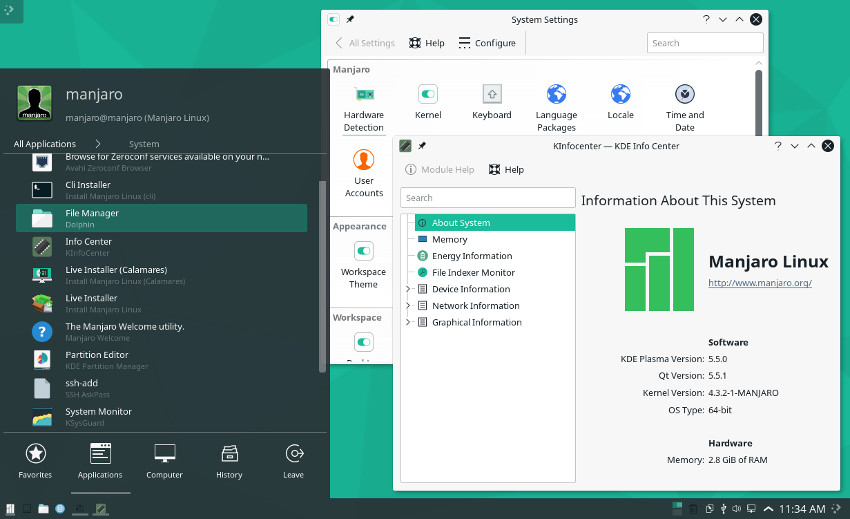 System Settings
All Settings
Help
Configure
Search
Manjaro
Hardware
Detection
Kernel
Keyboard
Language
Packages
Locale
Time and
Date
User
Accounts
Appearance
Workspace
Theme
Workspace
manjaro
manjaro
manjaro@manjaro (Manjaro Linux)
All Applications
System
Browse for Zeroconf services available on your n...
Avahi Zeroconf Browser
Cli Installer
Install Manjaro Linux (cli)
File Manager
Dolphin
Info Center
KInfoCenter
Live Installer (Calamares)
Install Manjaro Linux (Calamares)
Live Installer
Install Manjaro Linux
The Manjaro Welcome utility.
Manjaro Welcome
Partition Editor
KDE Partition Manager
ssh-add
SSH AskPass
System Monitor
KSysGuard
Favorites
Applications
Computer
History
Leave
KInfocenter — KDE Info Center
Module Help
Help
Search
About System
Memory
Energy Information
File Indexer Monitor
Device Information
Network Information
Graphical Information
Information About This System
Manjaro Linux
http://www.manjaro.org/
Software
KDE Plasma Version: 5.5.0
Qt Version: 5.5.1
Kernel Version: 4.3.2-1-MANJARO
OS Type: 64-bit
Hardware
Memory: 2.8 GiB of RAM
11:34 AM